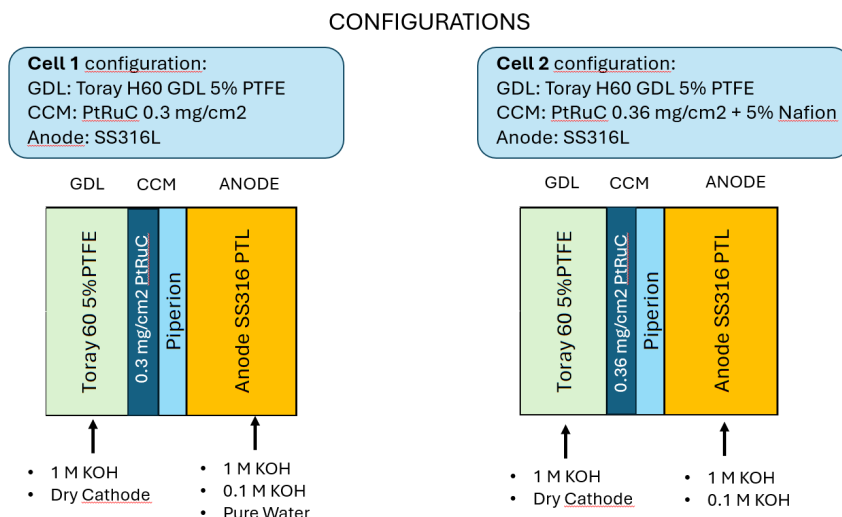 CONFIGURATIONS
Cell 1 configuration:
GDL: Toray H60 GDL 5% PTFE
CCM: PtRuC 0.3 mg/cm2
Anode: SS316L
Cell 2 configuration:
GDL: Toray H60 GDL 5% PTFE
CCM: PtRuC 0.36 mg/cm2 + 5% Nafion
Anode: SS316L
GDL CCM ANODE
Toray 60 5%PTFE
0.3 mg/cm2 PtRuC
Piperion
Anode SS316 PTL
• 1 M KOH
• Dry Cathode
• 1 M KOH
• 0.1 M KOH
• Pure Water
GDL CCM ANODE
Toray 60 5%PTFE
0.36 mg/cm2 PtRuC
Piperion
Anode SS316 PTL
• 1 M KOH
• Dry Cathode
• 1 M KOH
• 0.1 M KOH